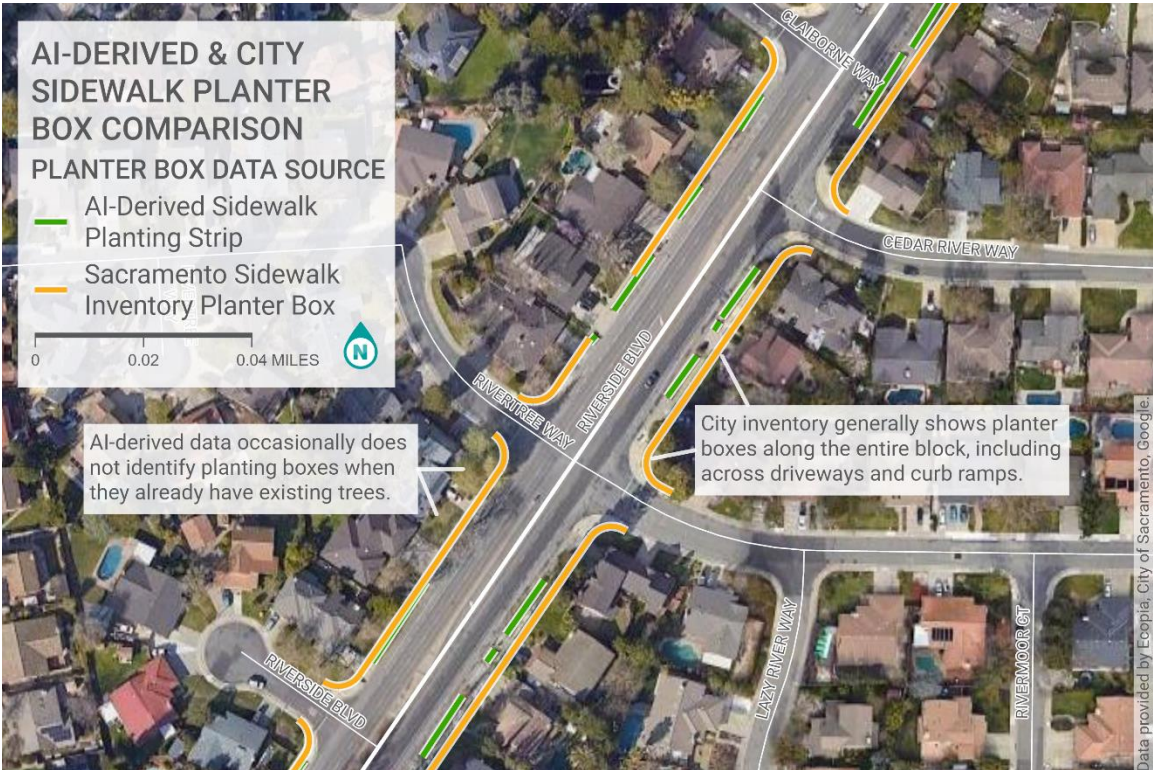 AI-DERIVED & CITY
SIDEWALK PLANTER
BOX COMPARISON
PLANTER BOX DATA SOURCE
AI-Derived Sidewalk
Planting Strip
Sacramento Sidewalk
Inventory Planter Box
0 0.02 0.04 MILES
N
CLAIBORNE WAY
CEDAR RIVER WAY
RIVERSIDE BLVD
RIVERTREE WAY
AI-derived data occasionally does
not identify planting boxes when
they already have existing trees.
City inventory generally shows planter
boxes along the entire block, including
across driveways and curb ramps.
RIVERSIDE BLVD
LAZY RIVER WAY
RIVERMOOR CT
Data provided by Ecopia, City of Sacramento, Google.